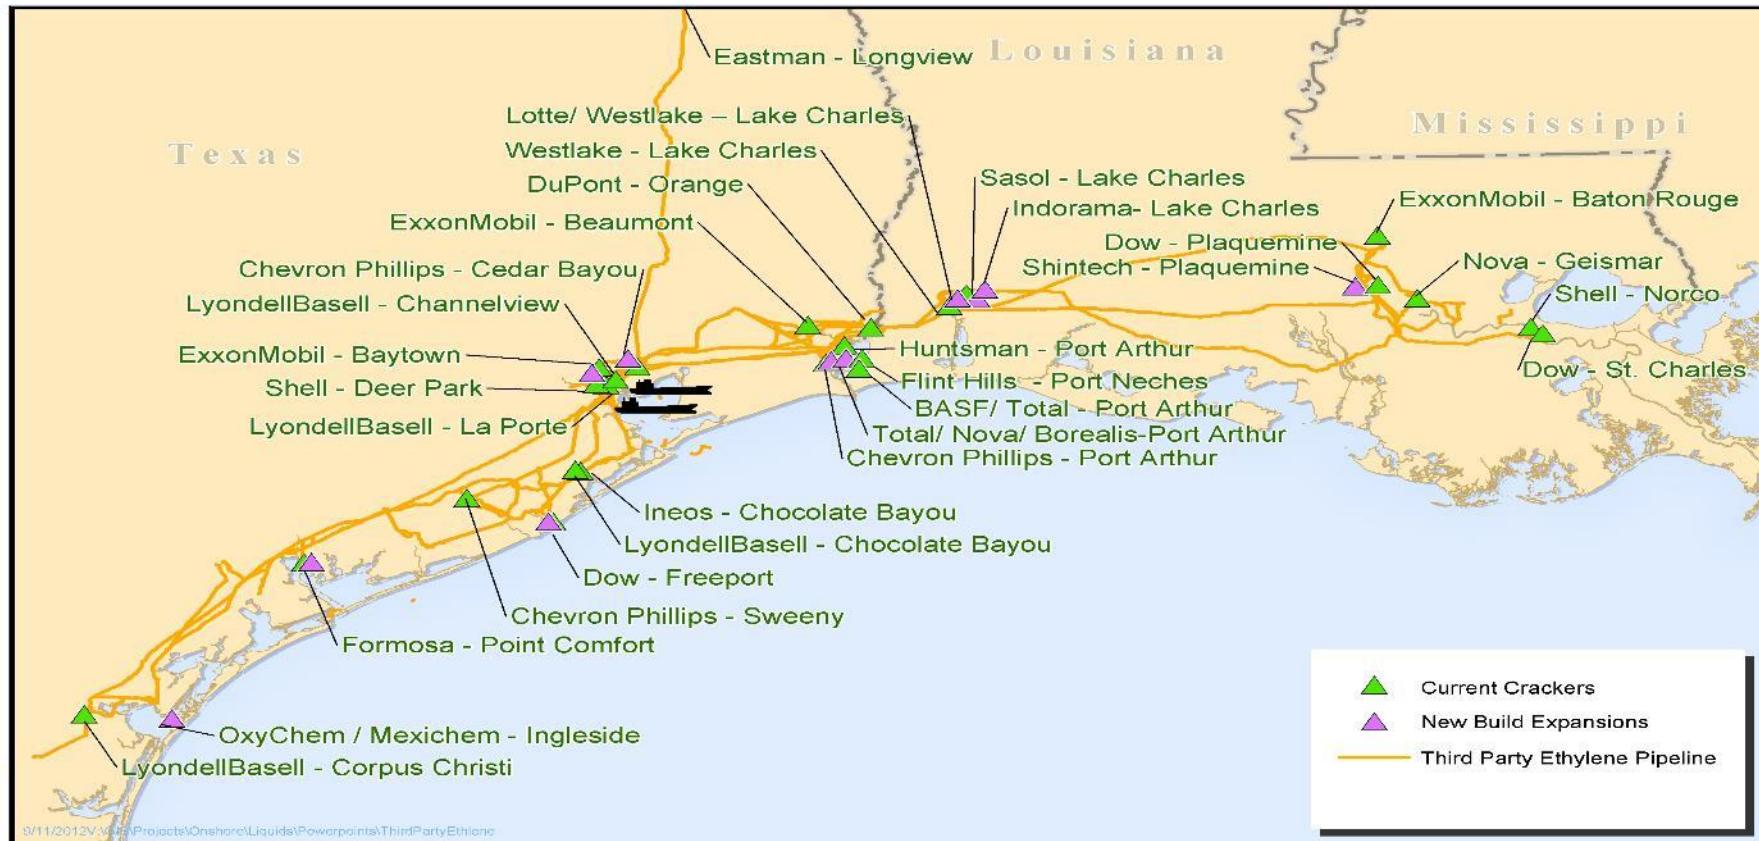 Louisiana
Eastman - Longview
Lotte/ Westlake – Lake Charles
Mississippi
Texas
Westlake - Lake Charles
DuPont - Orange
Sasol - Lake Charles
ExxonMobil - Baton Rouge
Indorama- Lake Charles
ExxonMobil - Beaumont
Dow - Plaquemine
Chevron Phillips - Cedar Bayou
Shintech - Plaquemine
Nova - Geismar
LyondellBasell - Channelview
Shell - Norco
ExxonMobil - Baytown
Huntsman - Port Arthur
Shell - Deer Park
Flint Hills - Port Neches
Dow - St. Charles
BASF/ Total - Port Arthur
LyondellBasell - La Porte
Total/ Nova/ Borealis-Port Arthur
Chevron Phillips - Port Arthur
Ineos - Chocolate Bayou
LyondellBasell - Chocolate Bayou
Dow - Freeport
Chevron Phillips - Sweeny
Formosa - Point Comfort
OxyChem / Mexichem - Ingleside
LyondellBasell - Corpus Christi
Current Crackers
New Build Expansions
Third Party Ethylene Pipeline